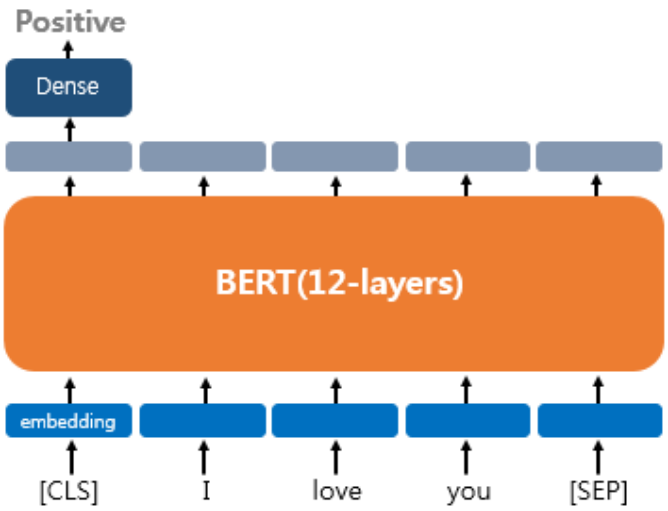 Positive
Dense
BERT(12-layers)
embedding
[CLS] I love you [SEP]